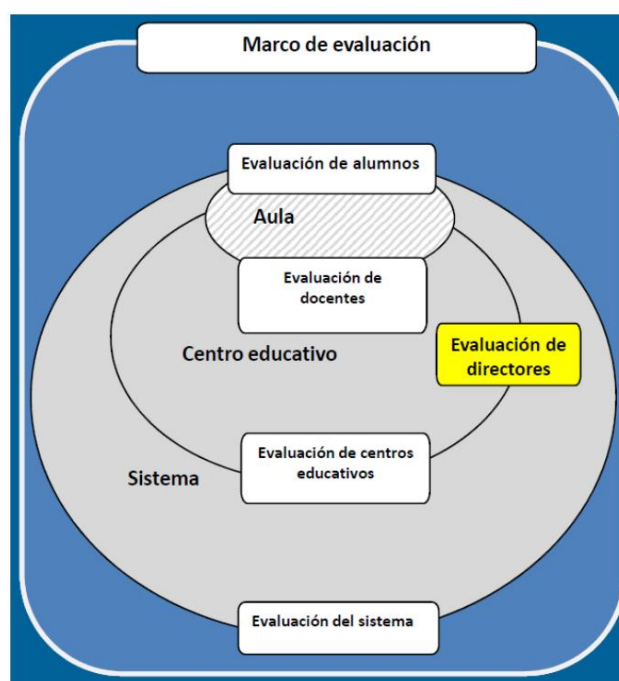 Marco de evaluación
Evaluación de alumnos
Aula
Evaluación de
docentes
Centro educativo
Evaluación de
directores
Evaluación de centros
educativos
Sistema
Evaluación del sistema